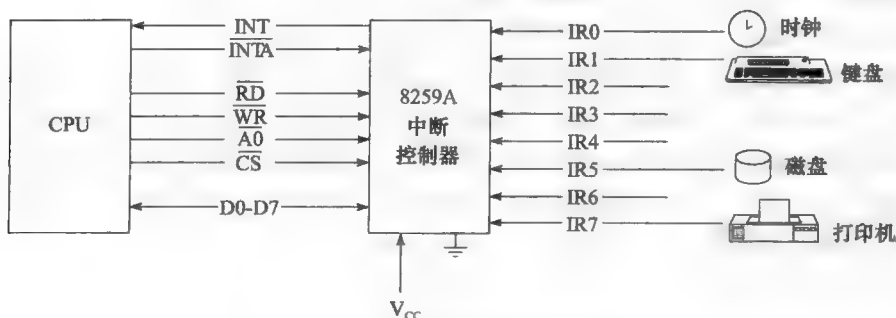 INT
INTA
RD
WR
A0
CS
D0-D7
CPU
8259A
中断
控制器
IR0
IR1
IR2
IR3
IR4
IR5
IR6
IR7
时钟
键盘
磁盘
打印机
Vcc